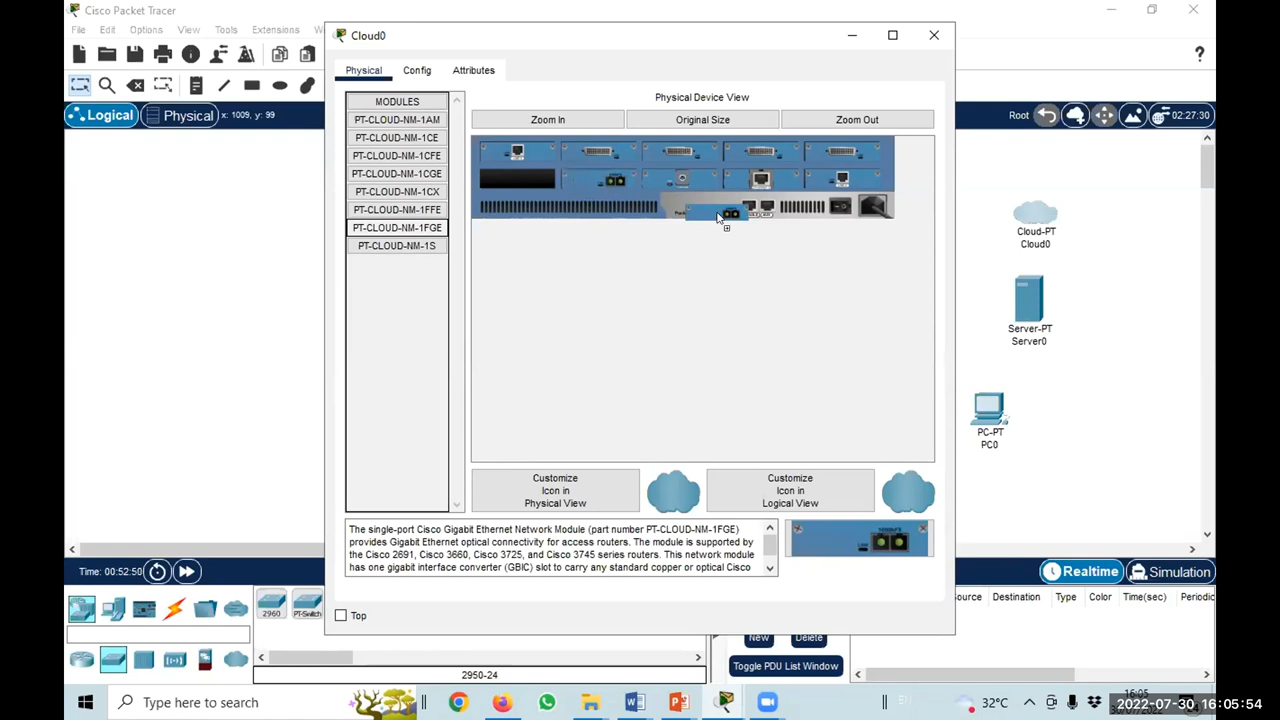 Cisco Packet Tracer
File Edit Options View Tools Extensions W
Cloud0
?
Physical Config Attributes
Logical Physical x: 1009, y: 99
Root 02:27:30
MODULES
PT-CLOUD-NM-1AM
PT-CLOUD-NM-1CE
PT-CLOUD-NM-1CFE
PT-CLOUD-NM-1CGE
PT-CLOUD-NM-1CX
PT-CLOUD-NM-1FFE
PT-CLOUD-NM-1FGE
PT-CLOUD-NM-1S
Physical Device View
Zoom In Original Size Zoom Out
Cloud-PT
Cloud0
Server-PT
Server0
PC-PT
PC0
Customize
Icon in
Physical View
Customize
Icon in
Logical View
The single-port Cisco Gigabit Ethernet Network Module (part number PT-CLOUD-NM-1FGE)
provides Gigabit Ethernet optical connectivity for access routers. The module is supported by
the Cisco 2691, Cisco 3660, Cisco 3725, and Cisco 3745 series routers. This network module
has one gigabit interface converter (GBIC) slot to carry any standard copper or optical Cisco
Top
Time: 00:52:50
Realtime Simulation
2960 PT-Switch
ource Destination Type Color Time(sec) Periodic
New Delete
Toggle PDU List Window
2950-24
Type here to search
32°C
16:05
2022-07-30 16:05:54